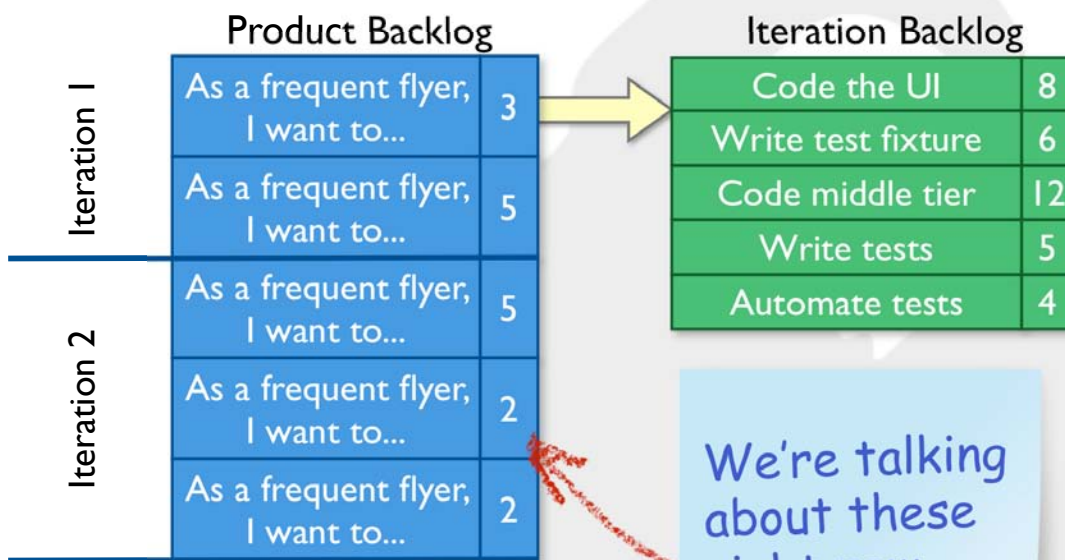 Product Backlog
Iteration Backlog
Iteration 1
As a frequent flyer,
I want to...
3
As a frequent flyer,
I want to...
5
Iteration 2
As a frequent flyer,
I want to...
5
As a frequent flyer,
I want to...
2
As a frequent flyer,
I want to...
2
Code the UI 8
Write test fixture 6
Code middle tier 12
Write tests 5
Automate tests 4
We're talking
about these